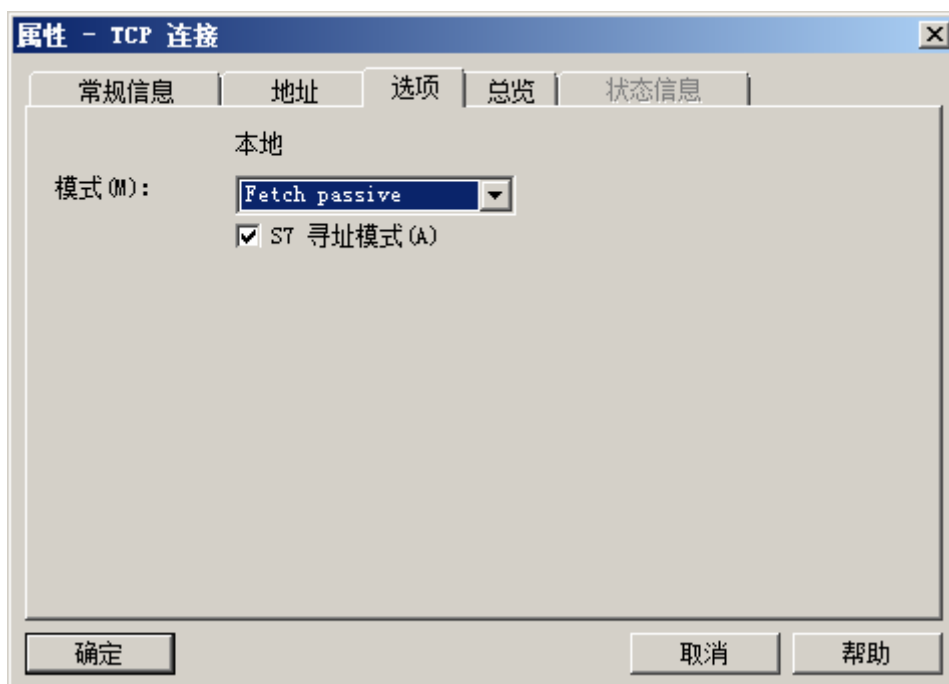 属性 - TCP 连接
常规信息 地址 选项 总览 状态信息
本地
模式(M): Fetch passive
S7 寻址模式(A)
确定 取消 帮助